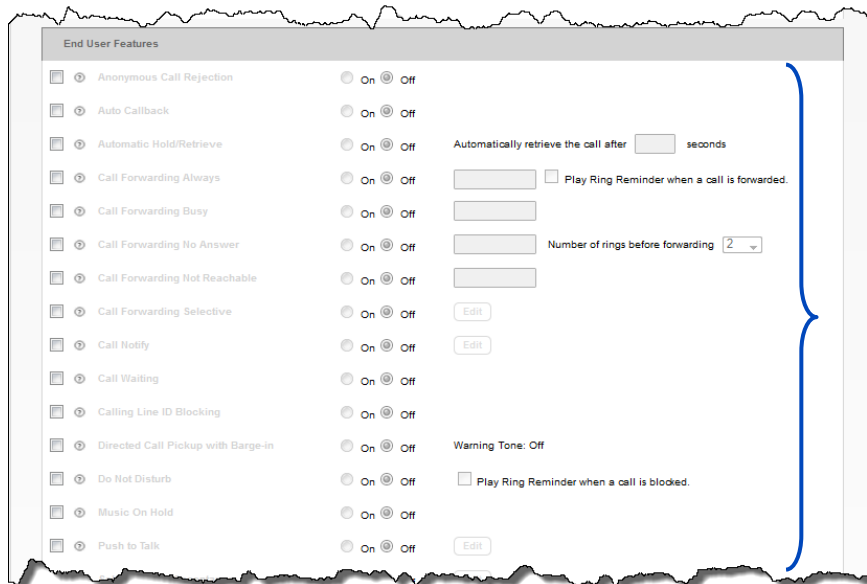 End User Features
Anonymous Call Rejection On Off
Auto Callback On Off
Automatic Hold/Retrieve On Off Automatically retrieve the call after seconds
Call Forwarding Always On Off Play Ring Reminder when a call is forwarded.
Call Forwarding Busy On Off
Call Forwarding No Answer On Off Number of rings before forwarding 2
Call Forwarding Not Reachable On Off
Call Forwarding Selective On Off Edit
Call Notify On Off Edit
Call Waiting On Off
Calling Line ID Blocking On Off
Directed Call Pickup with Barge-in On Off Warning Tone: Off
Do Not Disturb On Off Play Ring Reminder when a call is blocked.
Music On Hold On Off
Push to Talk On Off Edit